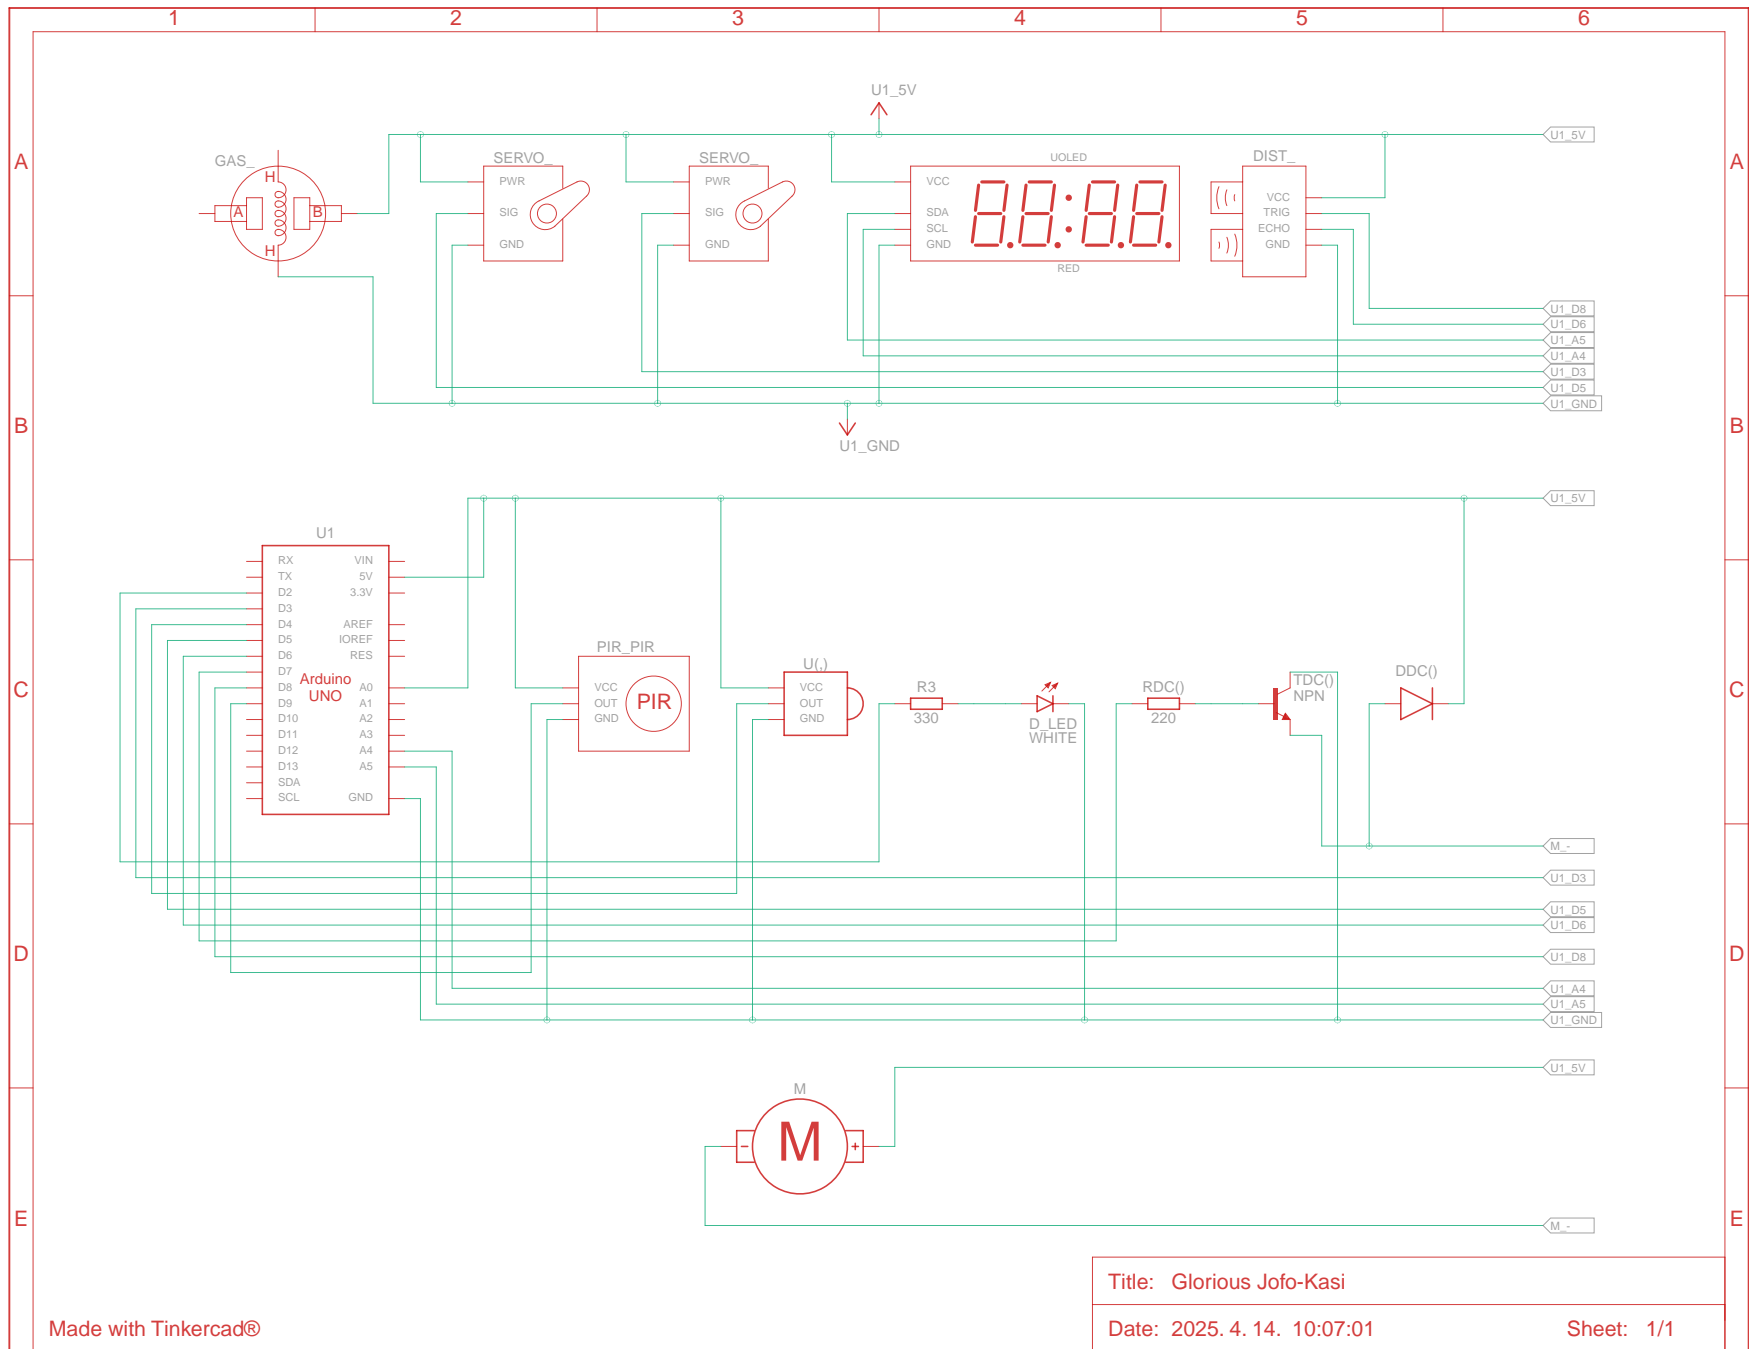 1 2 3 4 5 6
U1_5V
A U1_5V A
GAS_ SERVO_ SERVO_ UOLED DIST_
H A B H
PWR SIG GND
PWR SIG GND
VCC SDA SCL GND
88:88.
RED
VCC TRIG ECHO GND
U1_D8
U1_D6
U1_A5
U1_A4
U1_D3
U1_D5
U1_GND
B B
U1_GND
U1_5V
U1
RX VIN
TX 5V
D2 3.3V
D3
D4 AREF
D5 IOREF
D6 RES
D7
D8 A0
D9 A1
D10 A2
D11 A3
D12 A4
D13 A5
SDA
SCL GND
Arduino
UNO
C C
PIR_PIR
VCC OUT GND
PIR
U(,)
VCC OUT GND
R3
330
D_LED
WHITE
RDC()
220
TDC()
NPN
DDC()
M_-
U1_D3
U1_D5
U1_D6
D D
U1_D8
U1_A4
U1_A5
U1_GND
U1_5V
M
- M +
E E
M_-
Title: Glorious Jofo-Kasi
Made with Tinkercad®
Date: 2025. 4. 14. 10:07:01 Sheet: 1/1